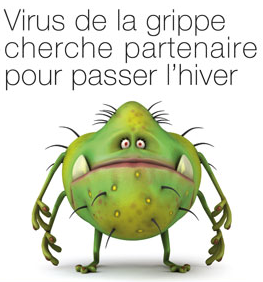 Virus de la grippe
cherche partenaire
pour passer l'hiver